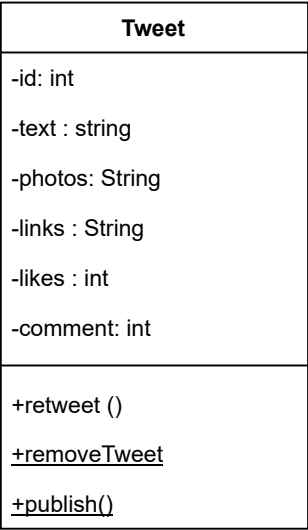 Tweet
-id: int
-text : string
-photos: String
-links : String
-likes : int
-comment: int
+retweet ()
+removeTweet
+publish()